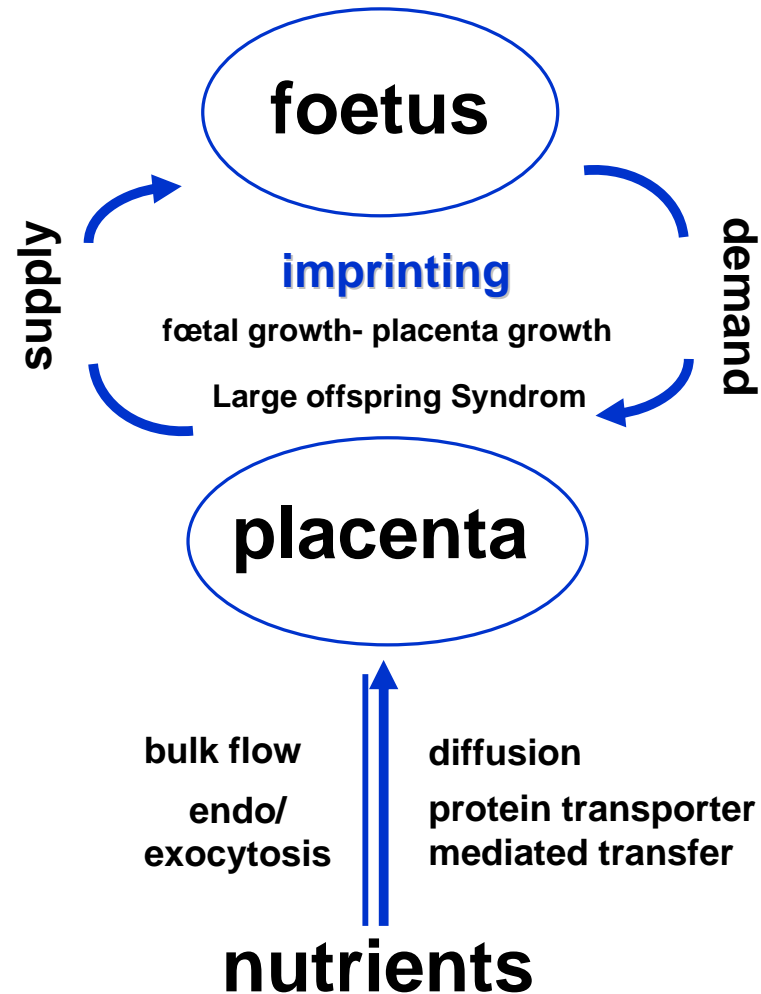 foetus
supply
demand
imprinting
fœtal growth- placenta growth
Large offspring Syndrom
placenta
bulk flow
endo/
exocytosis
diffusion
protein transporter
mediated transfer
nutrients